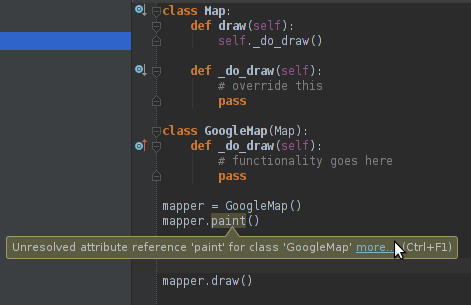 class Map:
    def draw(self):
        self._do_draw()
    def _do_draw(self):
        # override this
        pass
class GoogleMap(Map):
    def _do_draw(self):
        # functionality goes here
        pass
mapper = GoogleMap()
mapper.paint()
Unresolved attribute reference 'paint' for class 'GoogleMap' more... (Ctrl+F1)
mapper.draw()